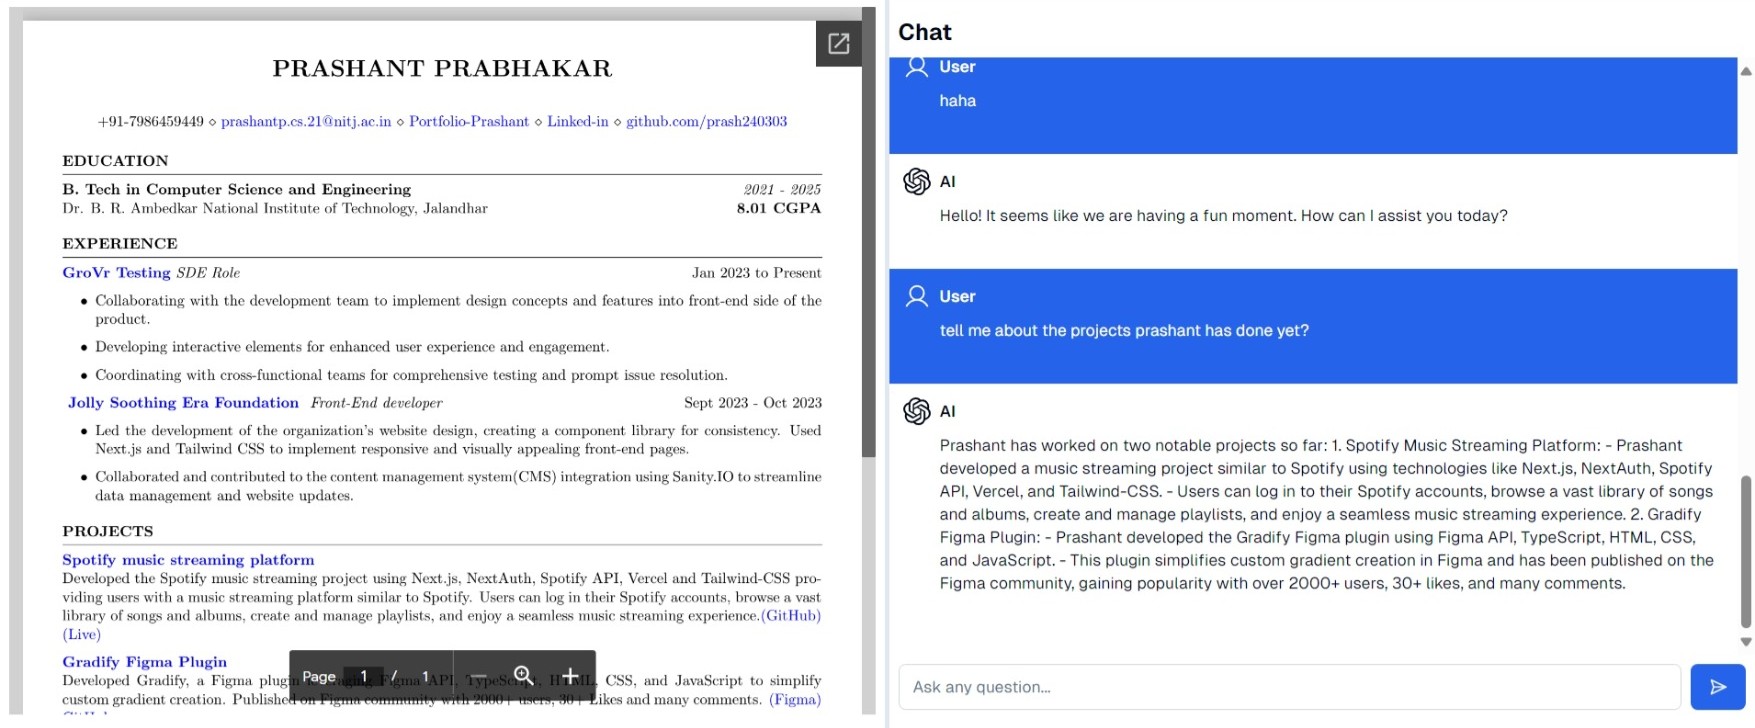 PRASHANT PRABHAKAR
+91-7986459449 ⋄ prashantp.cs.21@nitj.ac.in ⋄ Portfolio-Prashant ⋄ Linked-in ⋄ github.com/prash240303
EDUCATION
B. Tech in Computer Science and Engineering 2021 - 2025
Dr. B. R. Ambedkar National Institute of Technology, Jalandhar 8.01 CGPA
EXPERIENCE
GroVr Testing SDE Role Jan 2023 to Present
• Collaborating with the development team to implement design concepts and features into front-end side of the
product.
• Developing interactive elements for enhanced user experience and engagement.
• Coordinating with cross-functional teams for comprehensive testing and prompt issue resolution.
Jolly Soothing Era Foundation Front-End developer Sept 2023 - Oct 2023
• Led the development of the organization's website design, creating a component library for consistency. Used
Next.js and Tailwind CSS to implement responsive and visually appealing front-end pages.
• Collaborated and contributed to the content management system(CMS) integration using Sanity.IO to streamline
data management and website updates.
PROJECTS
Spotify music streaming platform
Developed the Spotify music streaming project using Next.js, NextAuth, Spotify API, Vercel and Tailwind-CSS pro-
viding users with a music streaming platform similar to Spotify. Users can log in their Spotify accounts, browse a vast
library of songs and albums, create and manage playlists, and enjoy a seamless music streaming experience.(GitHub)
(Live)
Gradify Figma Plugin
Developed Gradify, a Figma plugin Figma API, TypeScript, HTML, CSS, and JavaScript to simplify
custom gradient creation. Published on Figma community with 2000+ users, 30+ Likes and many comments. (Figma)
Page 1 / 1
Chat
User
haha
AI
Hello! It seems like we are having a fun moment. How can I assist you today?
User
tell me about the projects prashant has done yet?
AI
Prashant has worked on two notable projects so far: 1. Spotify Music Streaming Platform: - Prashant
developed a music streaming project similar to Spotify using technologies like Next.js, NextAuth, Spotify
API, Vercel, and Tailwind-CSS. - Users can log in to their Spotify accounts, browse a vast library of songs
and albums, create and manage playlists, and enjoy a seamless music streaming experience. 2. Gradify
Figma Plugin: - Prashant developed the Gradify Figma plugin using Figma API, TypeScript, HTML, CSS,
and JavaScript. - This plugin simplifies custom gradient creation in Figma and has been published on the
Figma community, gaining popularity with over 2000+ users, 30+ likes, and many comments.
Ask any question...